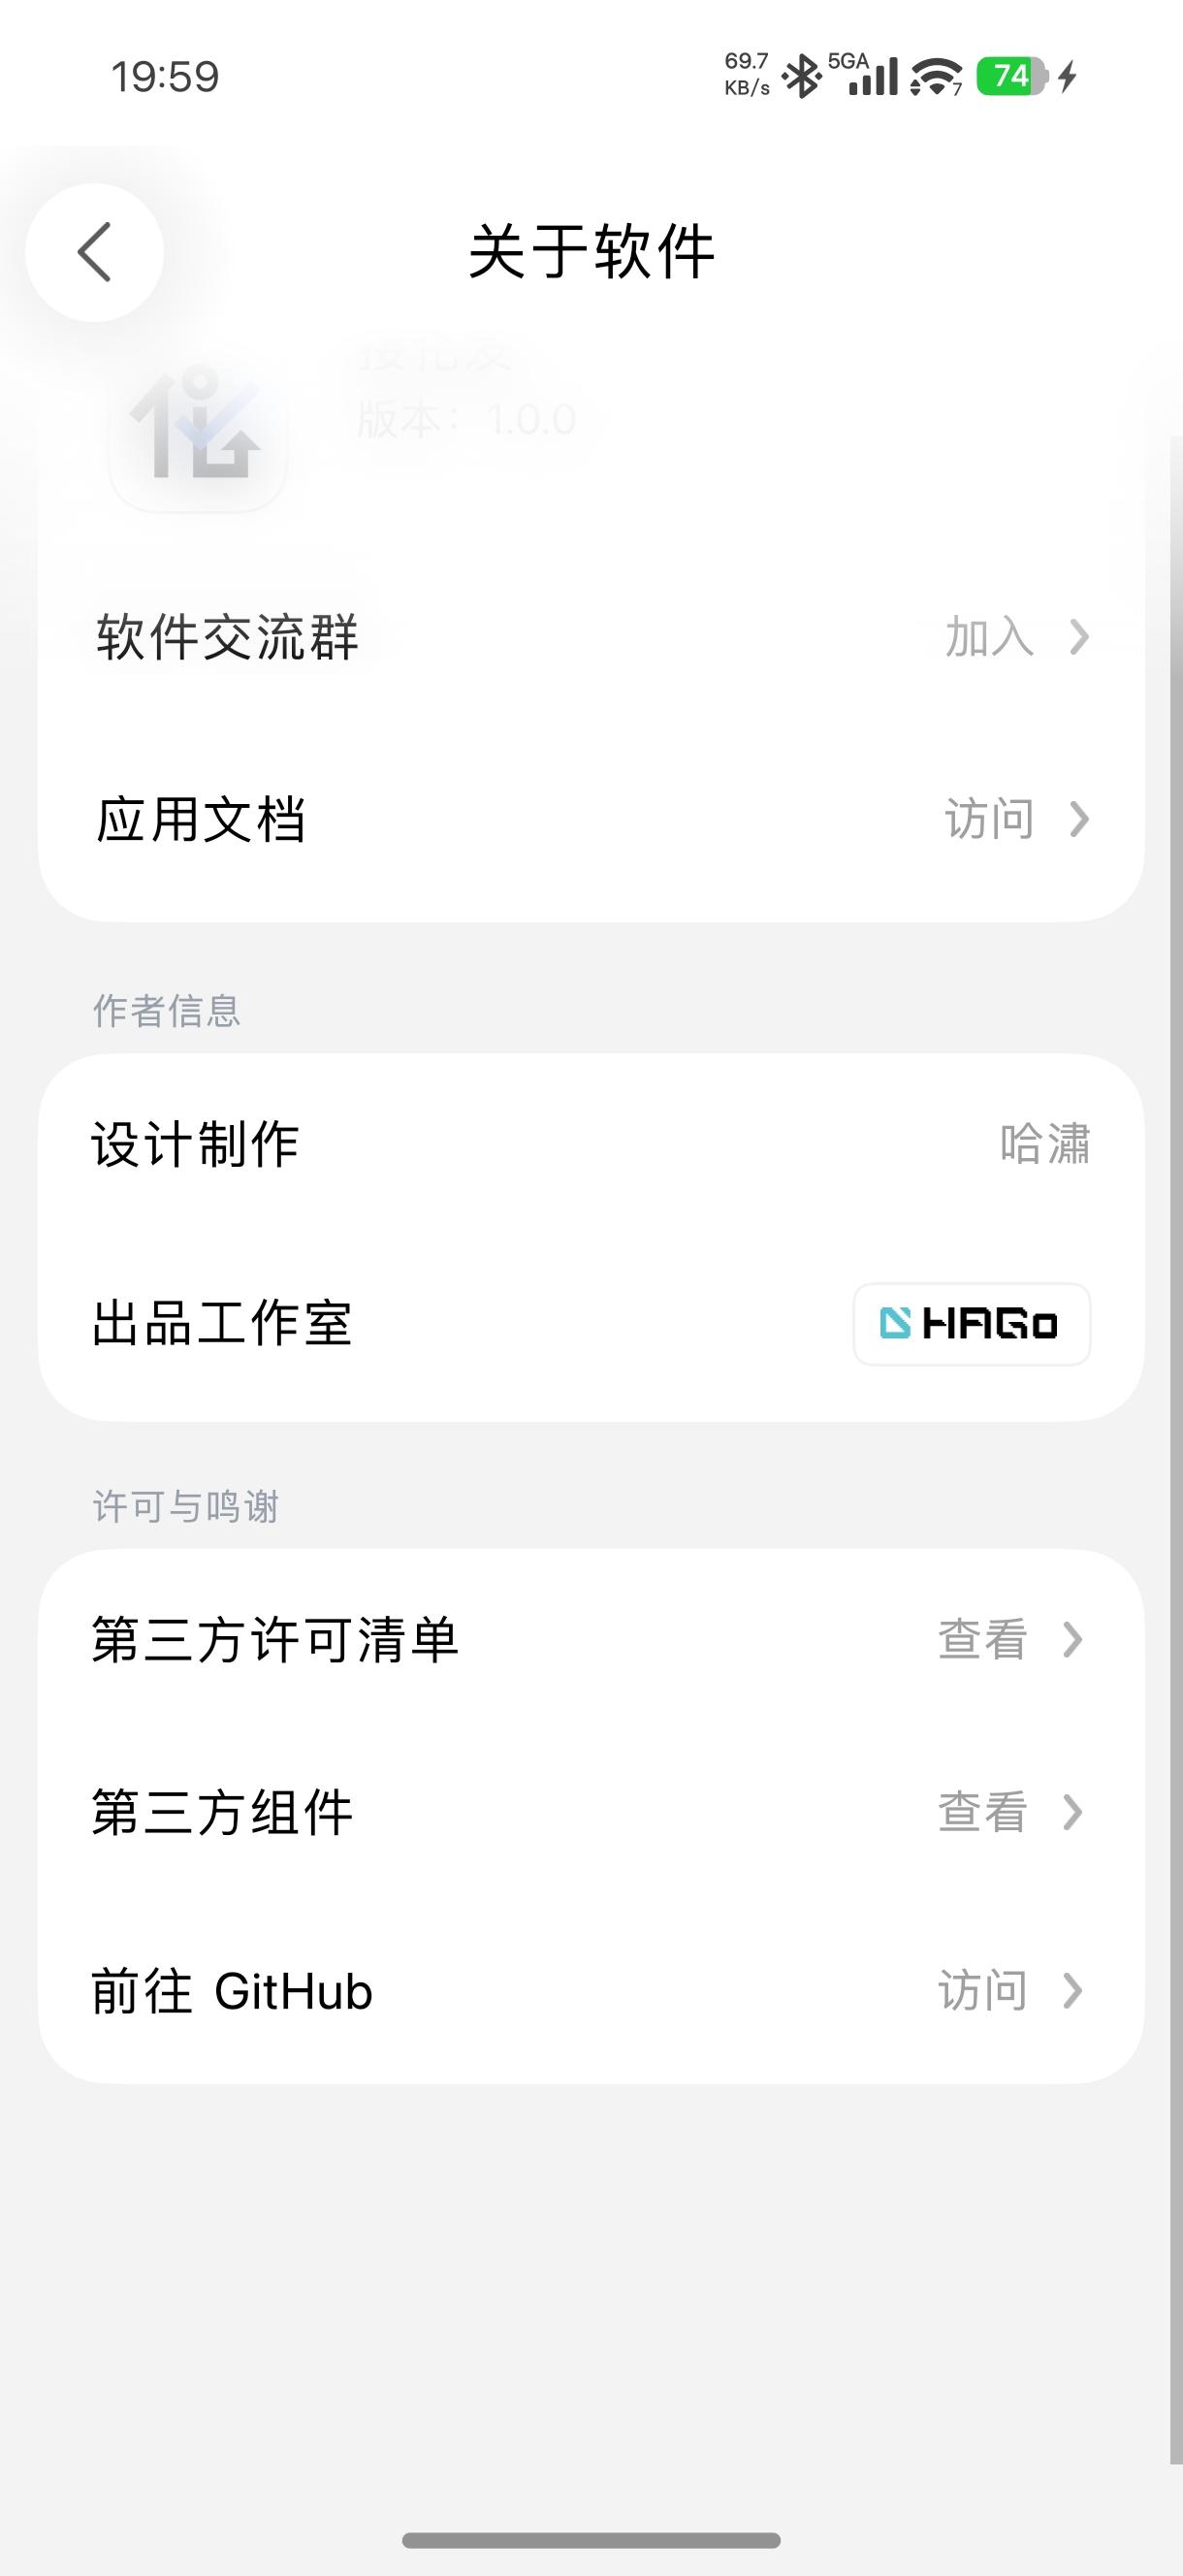 19:59
69.7 KB/s 5GA 7 74
关于软件
版本： 1.0.0
软件交流群 加入
应用文档 访问
作者信息
设计制作 哈潚
出品工作室 HAGo
许可与鸣谢
第三方许可清单 查看
第三方组件 查看
前往 GitHub 访问